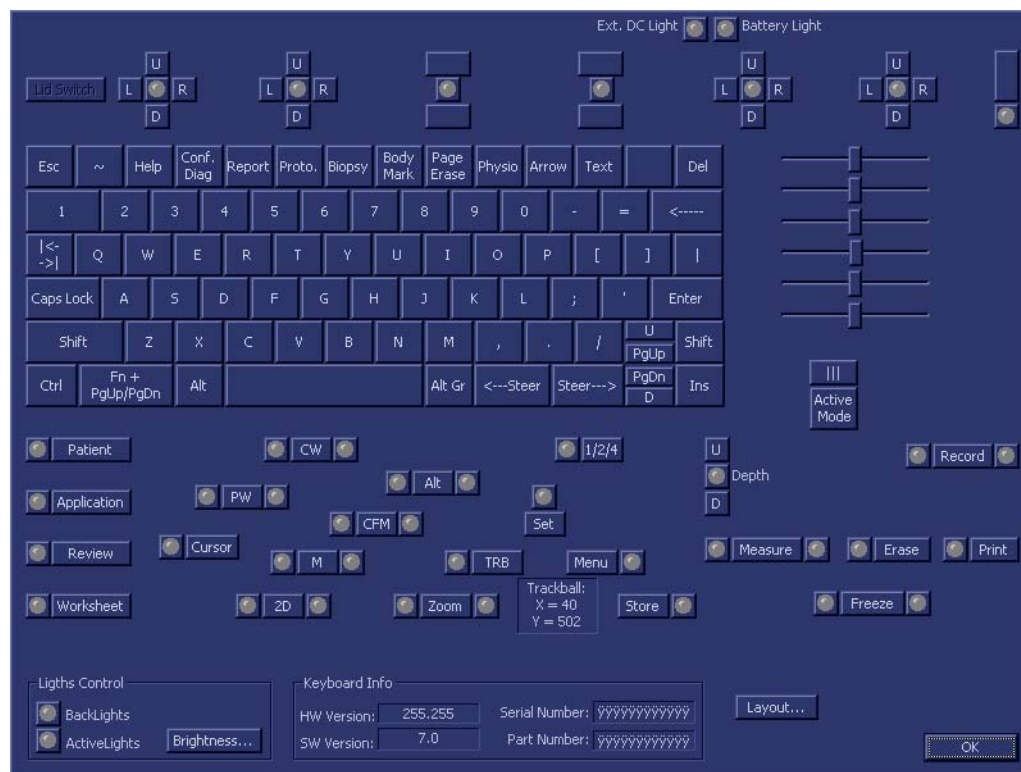 Ext. DC Light Battery Light
U U U U
Lid Switch L R L R L R L R
D D D D
Esc ~ Help Conf. Diag Report Proto. Biopsy Body Mark Page Erase Physio Arrow Text Del
1 2 3 4 5 6 7 8 9 0 - = <-----
|<-->| Q W E R T Y U I O P [ ] |
Caps Lock A S D F G H J K L ; ' Enter
Shift Z X C V B N M , . / U PgUp Shift
Ctrl Fn + PgUp/PgDn Alt Alt Gr <---Steer Steer---> PgDn D Ins
|||
Active
Mode
Patient CW 1/2/4 U Record
Alt Depth
Application PW D
CFM Set
Review Cursor Measure Erase Print
M TRB Menu
Worksheet 2D Zoom Trackball: Store Freeze
X = 40
Y = 502
Ligths Control
BackLights
ActiveLights Brightness...
Keyboard Info
HW Version: 255.255 Serial Number: ÿÿÿÿÿÿÿÿÿÿÿÿ
SW Version: 7.0 Part Number: ÿÿÿÿÿÿÿÿÿÿÿÿ
Layout...
OK